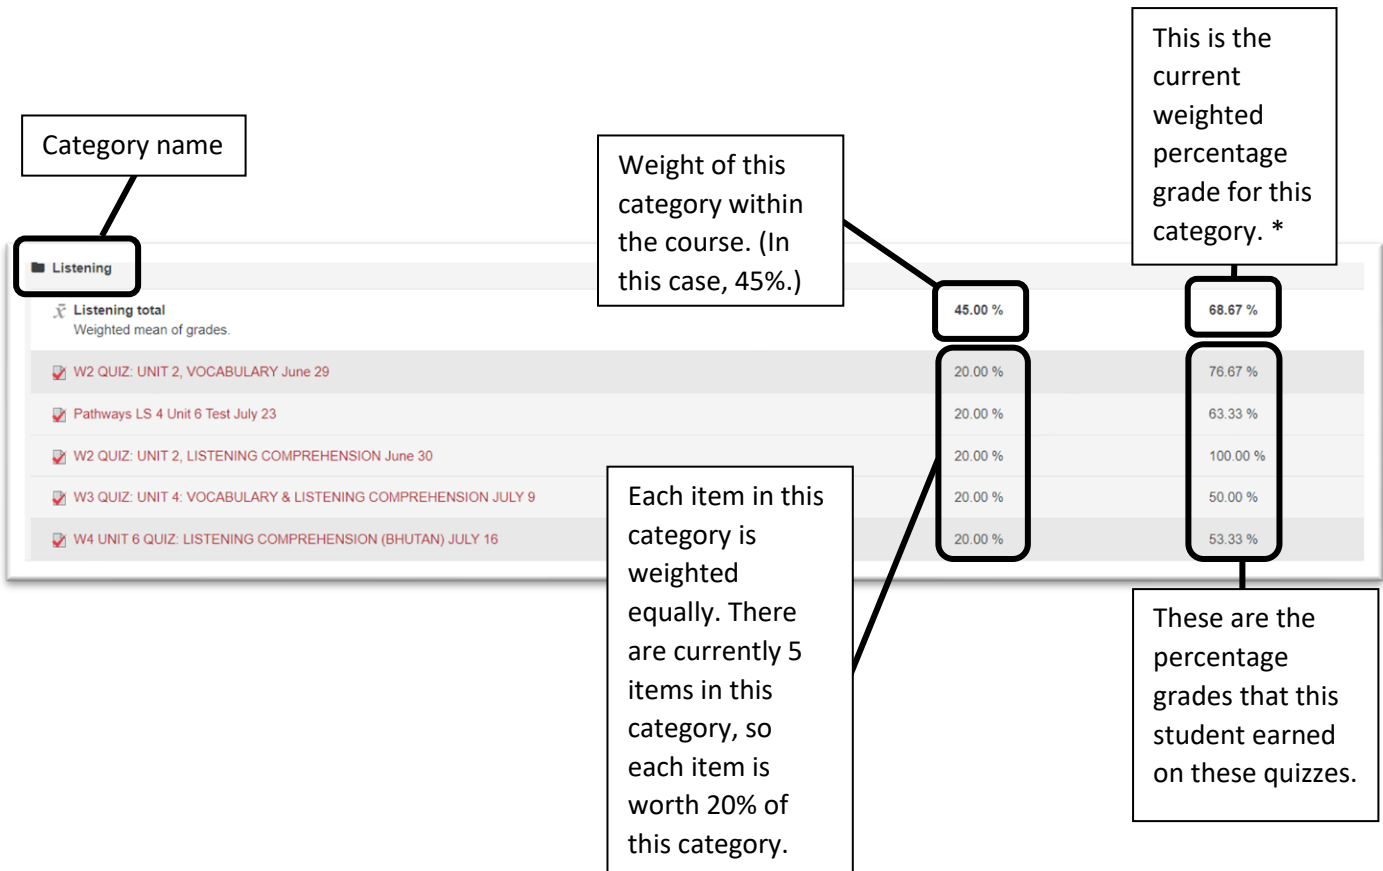 This is the
current
weighted
percentage
grade for this
category. *
Category name
Weight of this
category within
the course. (In
this case, 45%.)
Listening
x̄ Listening total 45.00 % 68.67 %
Weighted mean of grades.
W2 QUIZ: UNIT 2, VOCABULARY June 29 20.00 % 76.67 %
Pathways LS 4 Unit 6 Test July 23 20.00 % 63.33 %
W2 QUIZ: UNIT 2, LISTENING COMPREHENSION June 30 20.00 % 100.00 %
W3 QUIZ: UNIT 4: VOCABULARY & LISTENING COMPREHENSION JULY 9 20.00 % 50.00 %
W4 UNIT 6 QUIZ: LISTENING COMPREHENSION (BHUTAN) JULY 16 20.00 % 53.33 %
Each item in this
category is
weighted
equally. There
are currently 5
items in this
category, so
each item is
worth 20% of
this category.
These are the
percentage
grades that this
student earned
on these quizzes.